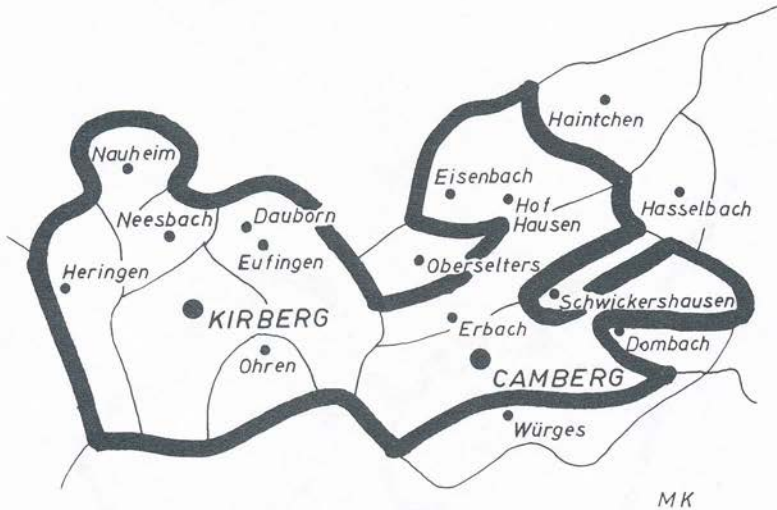 Haintchen
Nauheim
Eisenbach
Hof
Hausen
Hasselbach
Neesbach
Dauborn
Eufingen
Oberselters
Heringen
Schwickershausen
KIRBERG
Erbach
Dombach
Ohren
CAMBERG
Würges
MK